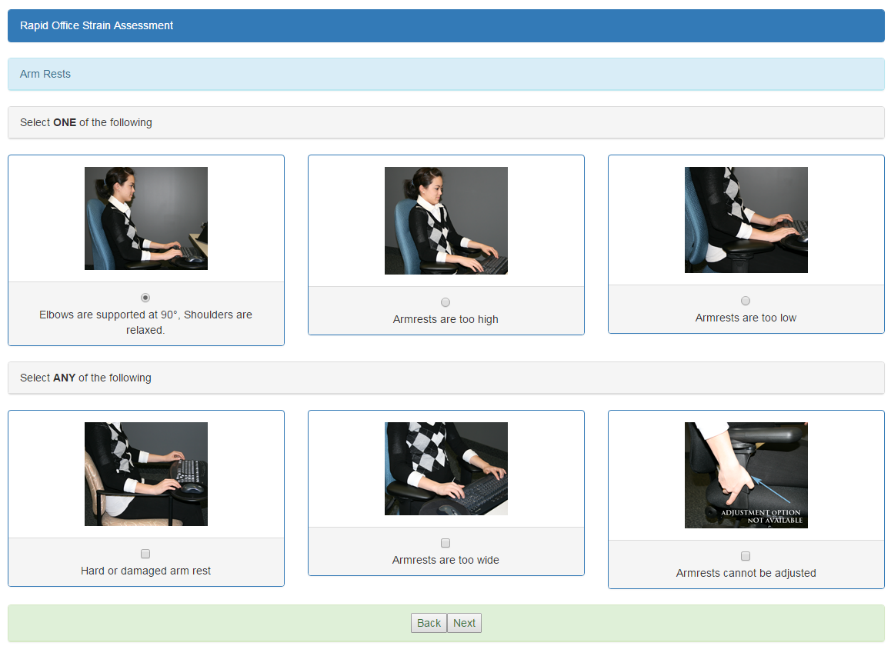 Rapid Office Strain Assessment
Arm Rests
Select ONE of the following
Elbows are supported at 90°, Shoulders are
relaxed.
Armrests are too high
Armrests are too low
Select ANY of the following
Hard or damaged arm rest
Armrests are too wide
ADJUSTMENT OPTION
NOT AVAILABLE
Armrests cannot be adjusted
Back Next